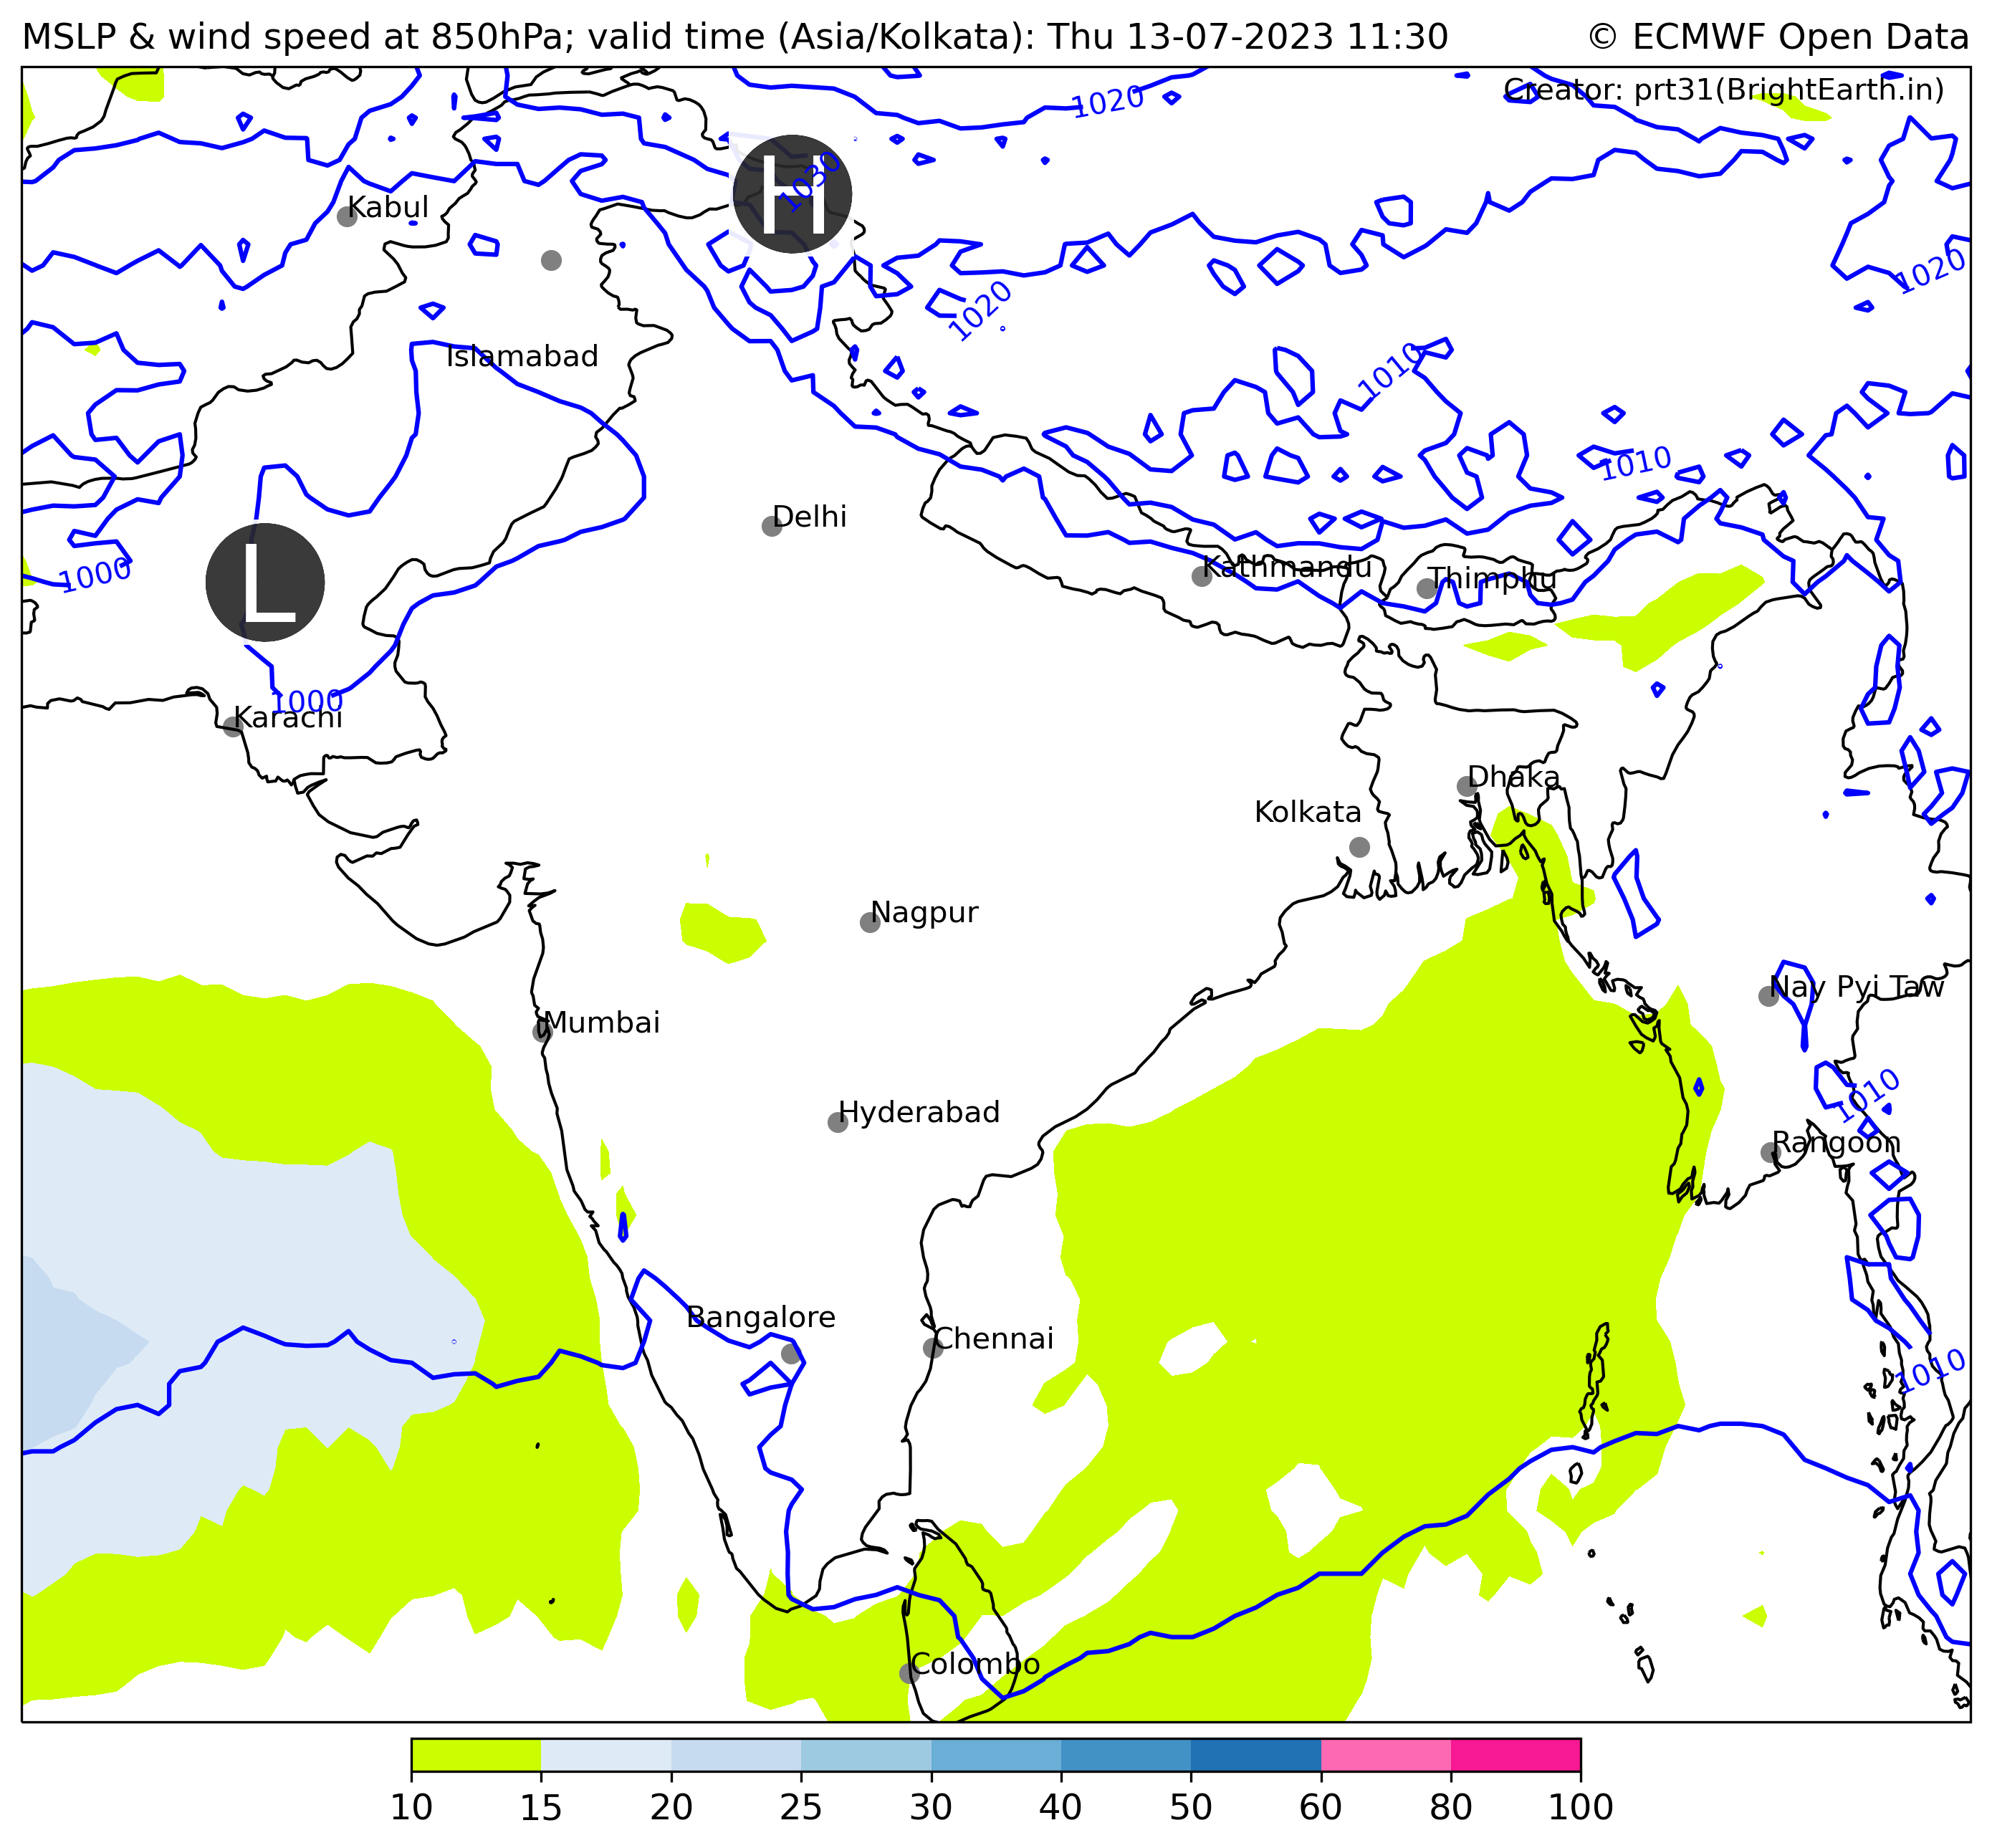 MSLP & wind speed at 850hPa; valid time (Asia/Kolkata): Thu 13-07-2023 11:30 © ECMWF Open Data
Creator: prt31(BrightEarth.in)
1020
H
1030
Kabul
1020
1020
Islamabad
1010
1010
Delhi
L
1000
Kathmandu
Thimphu
1000
Karachi
Dhaka
Kolkata
Nagpur
Nay Pyi Taw
Mumbai
1010
Hyderabad
Rangoon
Bangalore
Chennai
1010
Colombo
10 15 20 25 30 40 50 60 80 100